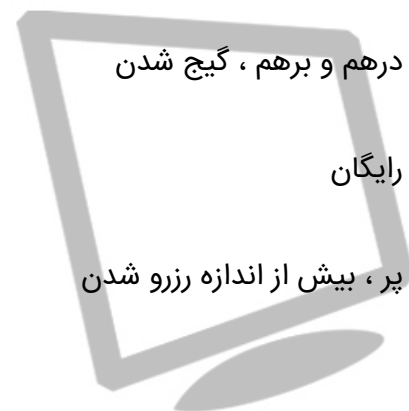 درهم و برهم ، گیج شدن
رایگان
پر ، بیش از اندازه رزرو شدن